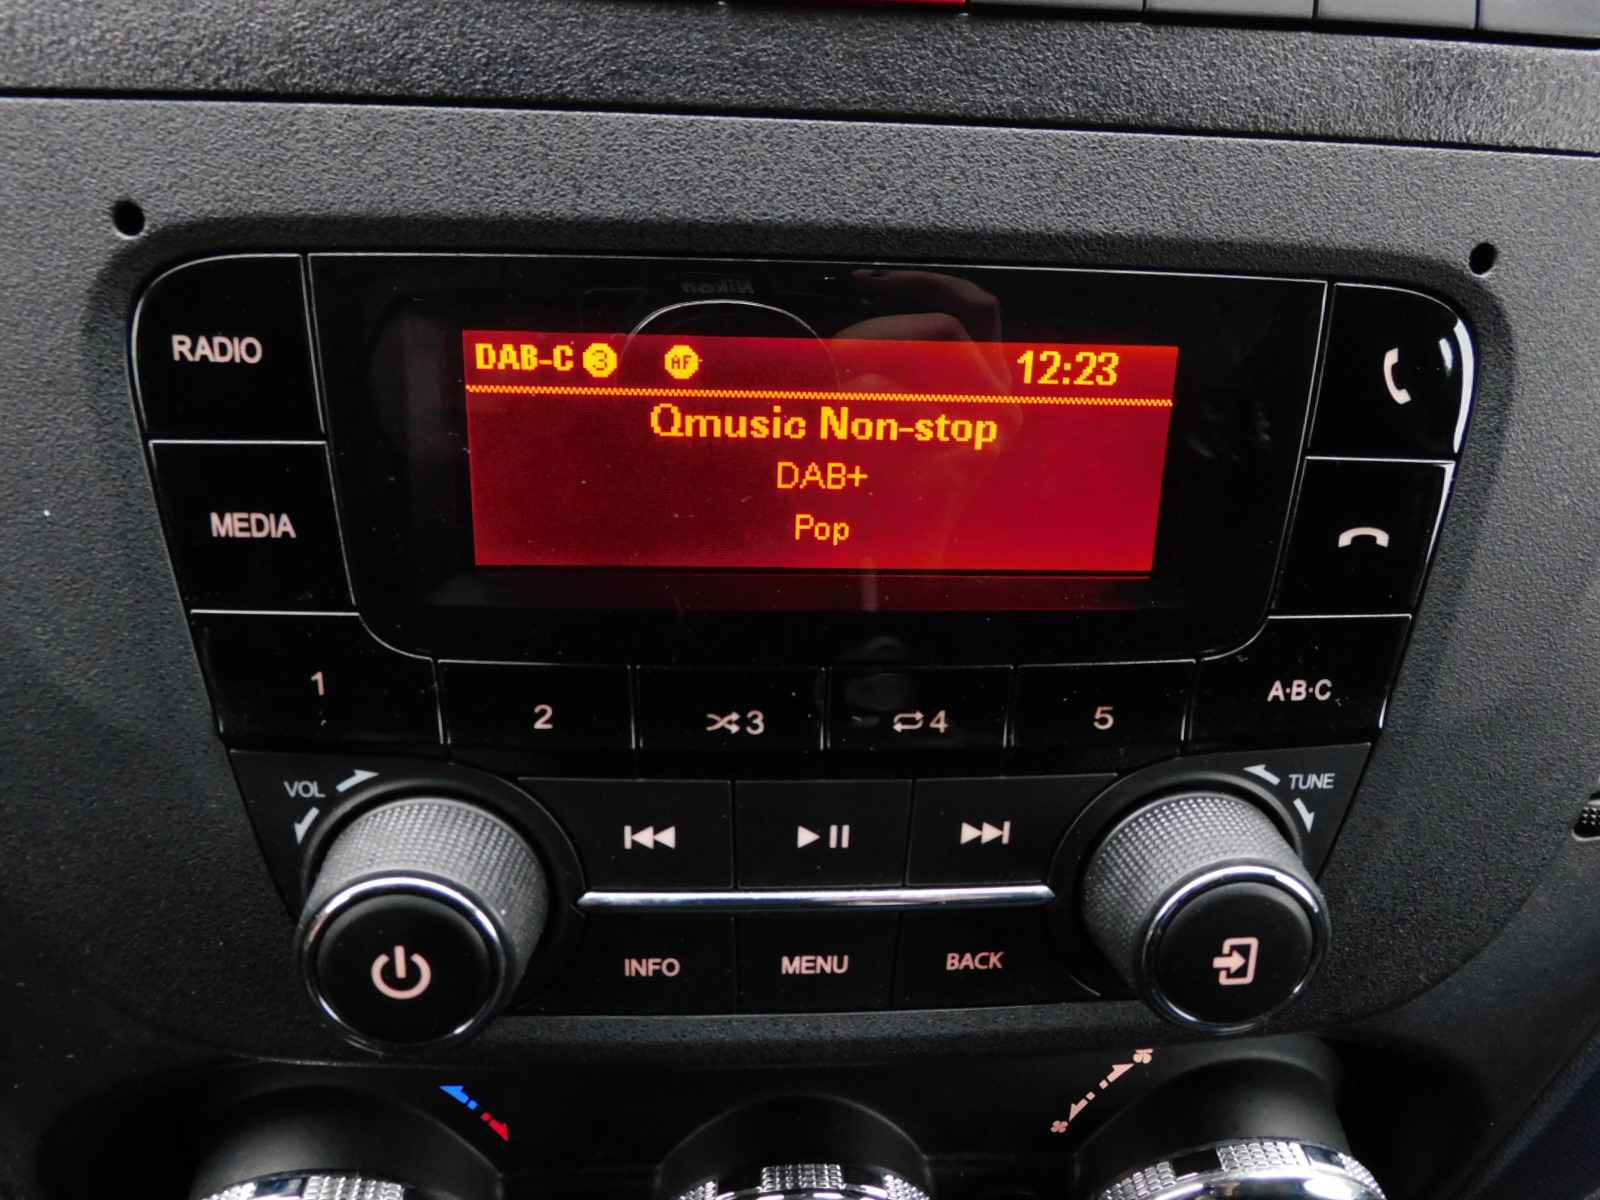 DAB-C 3 AF 12:23
Qmusic Non-stop
DAB+
Pop
RADIO
MEDIA
1
2
3
4
5
A·B·C
VOL
TUNE
INFO
MENU
BACK